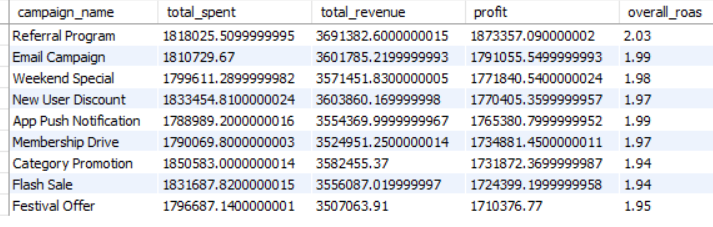 campaign_name total_spent total_revenue profit overall_roas
Referral Program 1818025.5099999995 3691382.6000000015 1873357.090000002 2.03
Email Campaign 1810729.67 3601785.2199999993 1791055.5499999993 1.99
Weekend Special 1799611.2899999982 3571451.8300000005 1771840.5400000024 1.98
New User Discount 1833454.8100000024 3603860.169999998 1770405.3599999957 1.97
App Push Notification 1788989.2000000016 3554369.9999999967 1765380.7999999952 1.99
Membership Drive 1790069.8000000003 3524951.2500000014 1734881.4500000011 1.97
Category Promotion 1850583.0000000014 3582455.37 1731872.3699999987 1.94
Flash Sale 1831687.8200000015 3556087.019999997 1724399.1999999958 1.94
Festival Offer 1796687.1400000001 3507063.91 1710376.77 1.95